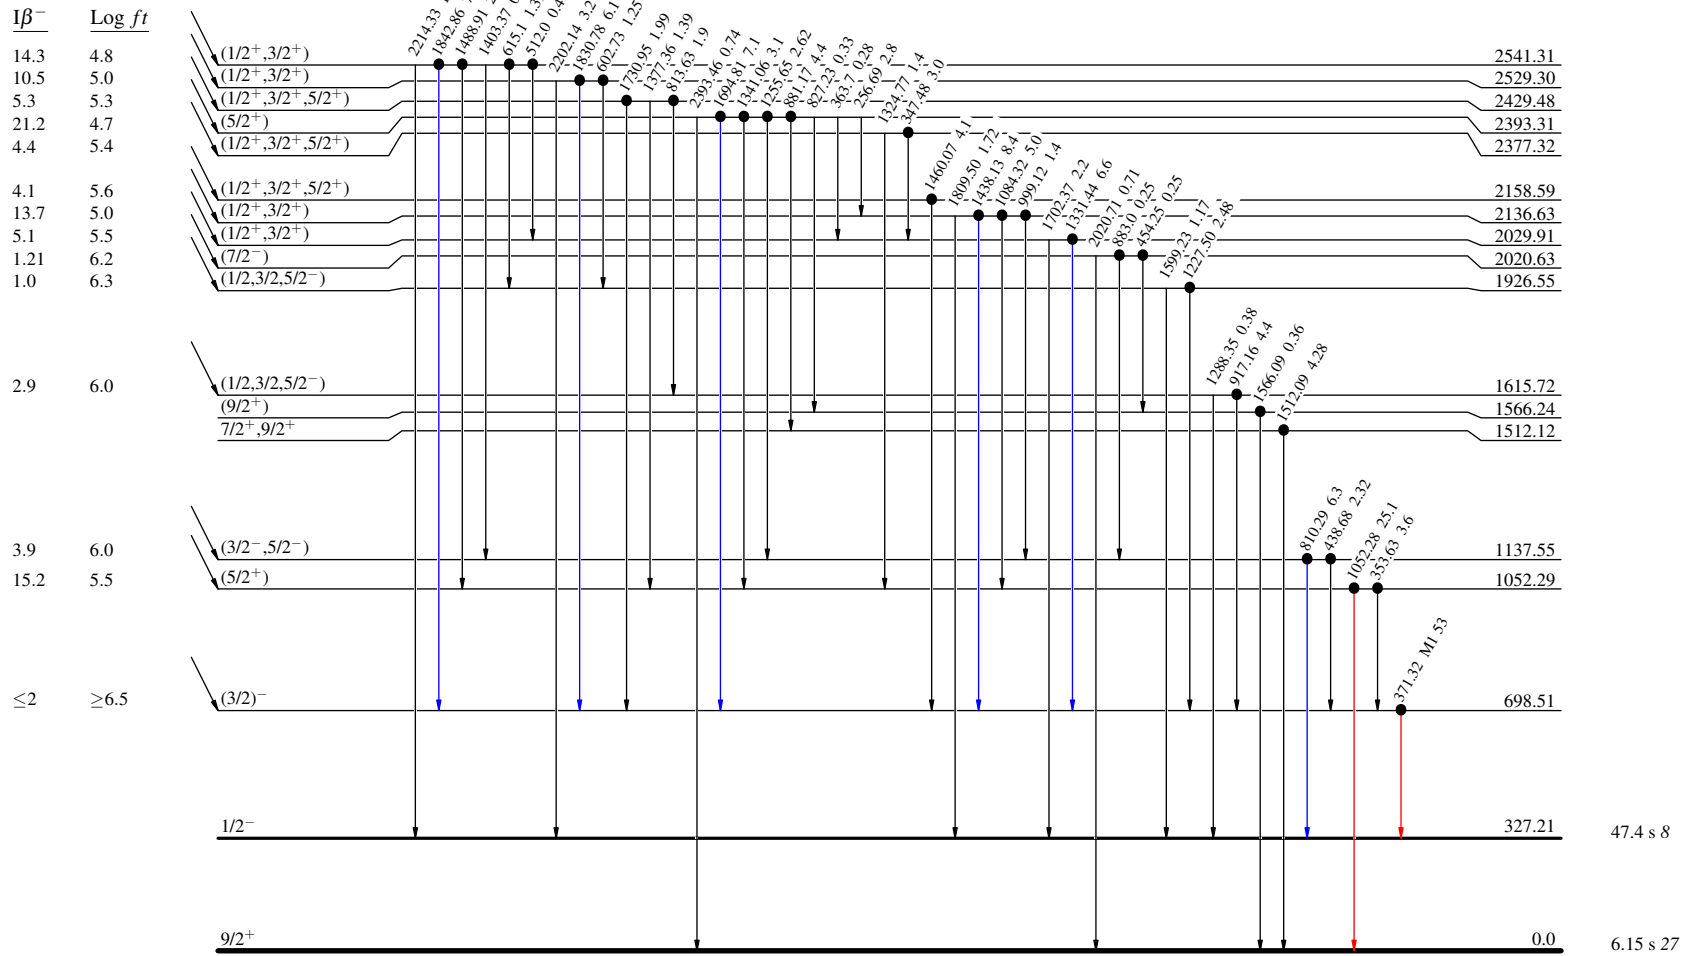 Iβ⁻ Log ft
14.3 4.8 (1/2⁺,3/2⁺) 2541.31
10.5 5.0 (1/2⁺,3/2⁺) 2529.30
5.3 5.3 (1/2⁺,3/2⁺,5/2⁺) 2429.48
21.2 4.7 (5/2⁺) 2393.31
4.4 5.4 (1/2⁺,3/2⁺,5/2⁺) 2377.32
4.1 5.6 (1/2⁺,3/2⁺,5/2⁺) 2158.59
13.7 5.0 (1/2⁺,3/2⁺) 2136.63
5.1 5.5 (1/2⁺,3/2⁺) 2029.91
1.21 6.2 (7/2⁻) 2020.63
1.0 6.3 (1/2,3/2,5/2⁻) 1926.55
2.9 6.0 (1/2,3/2,5/2⁻) 1615.72
(9/2⁺) 1566.24
7/2⁺,9/2⁺ 1512.12
3.9 6.0 (3/2⁻,5/2⁻) 1137.55
15.2 5.5 (5/2⁺) 1052.29
≤2 ≥6.5 (3/2)⁻ 698.51
1/2⁻ 327.21 47.4 s 8
9/2⁺ 0.0 6.15 s 27
2214.33
1842.86
1488.91
1403.37
615.1
512.0
2202.14 3.2
1830.78 6.1
602.73 1.25
1730.95 1.99
1377.36 1.39
813.63 1.9
2393.46 0.74
1694.81 7.1
1341.06 3.1
1255.65 2.62
881.17 4.4
827.23 0.33
363.7 0.28
256.69 2.8
1324.77 1.4
347.48 3.0
1460.07 4.1
1809.50 1.72
1438.13 8.4
1084.32 5.0
999.12 1.4
1702.37 2.2
1331.44 6.6
2020.71 0.71
883.0 0.25
454.25 0.25
1599.23 1.17
1227.50 2.48
1288.35 0.38
917.16 4.4
1566.09 0.36
1512.09 4.28
810.29 6.3
438.68 2.32
1052.28 25.1
353.63 3.6
371.32 M1 53